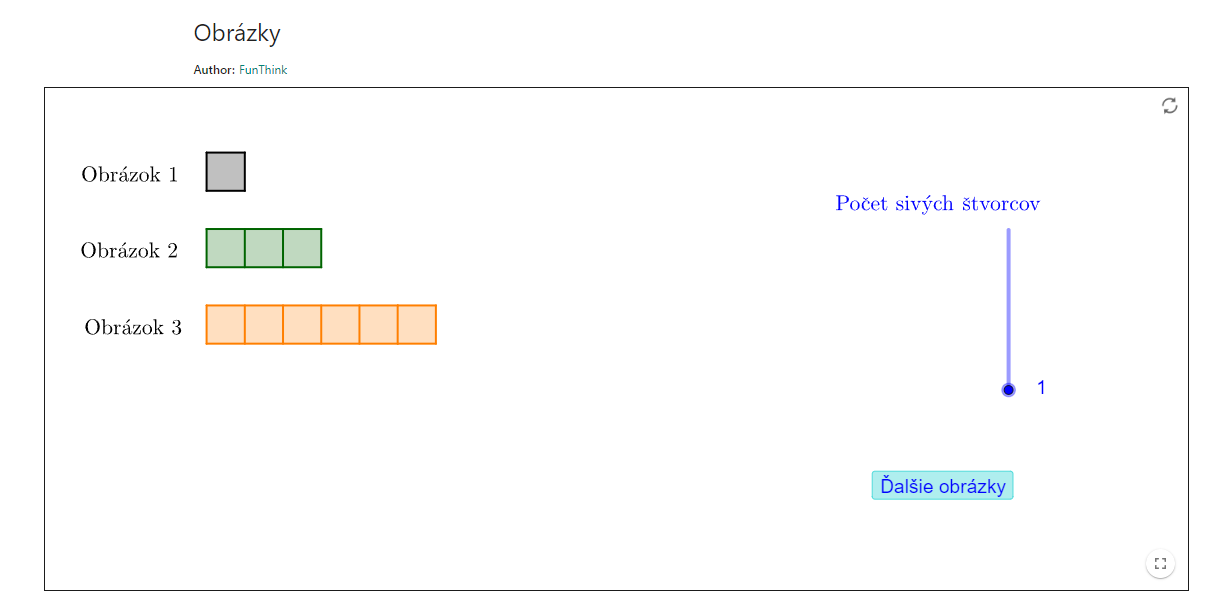 Obrázky
Author: FunThink
Obrázok 1
Počet sivých štvorcov
Obrázok 2
Obrázok 3
1
Ďalšie obrázky